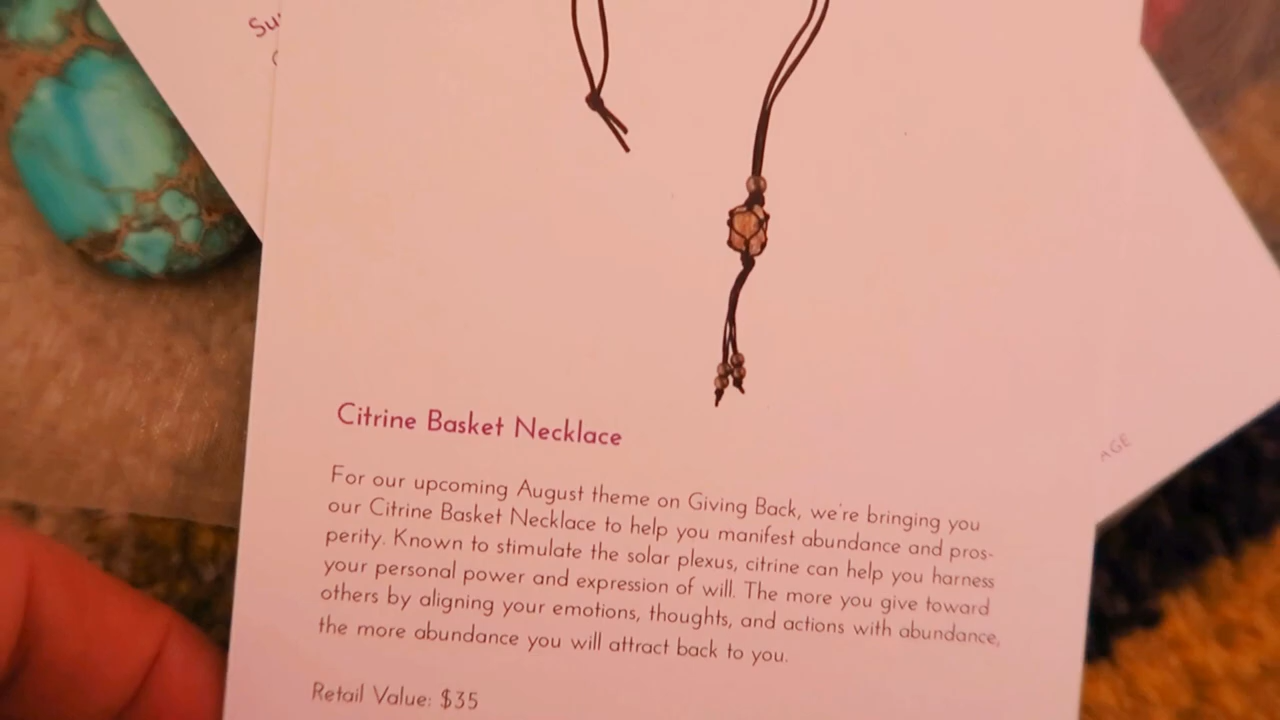 Su
Citrine Basket Necklace
For our upcoming August theme on Giving Back, we're bringing you
our Citrine Basket Necklace to help you manifest abundance and pros-
perity. Known to stimulate the solar plexus, citrine can help you harness
your personal power and expression of will. The more you give toward
others by aligning your emotions, thoughts, and actions with abundance,
the more abundance you will attract back to you.
Retail Value: $35
AGE